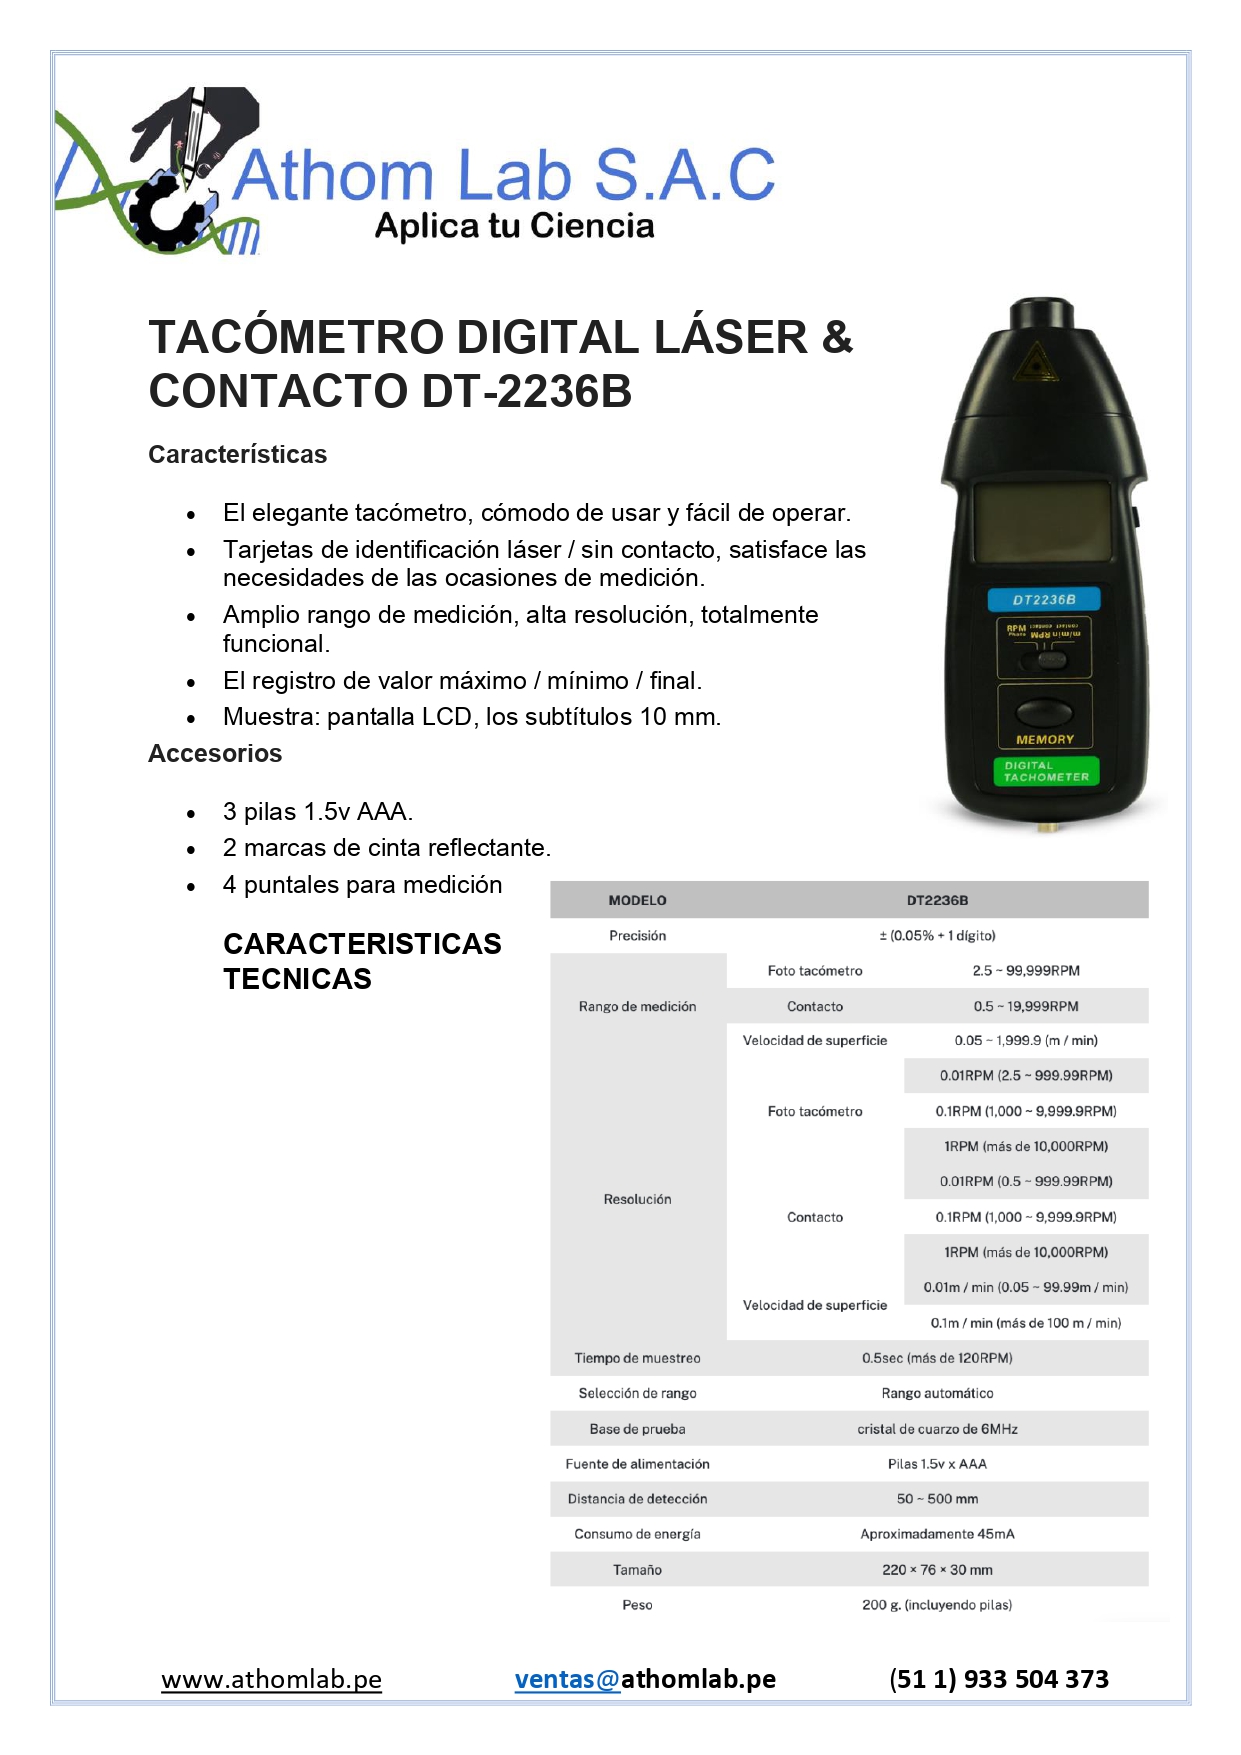 Athom Lab S.A.C
Aplica tu Ciencia
TACÓMETRO DIGITAL LÁSER &
CONTACTO DT-2236B
Características
• El elegante tacómetro, cómodo de usar y fácil de operar.
• Tarjetas de identificación láser / sin contacto, satisface las
necesidades de las ocasiones de medición.
• Amplio rango de medición, alta resolución, totalmente
funcional.
• El registro de valor máximo / mínimo / final.
• Muestra: pantalla LCD, los subtítulos 10 mm.
Accesorios
• 3 pilas 1.5v AAA.
• 2 marcas de cinta reflectante.
• 4 puntales para medición
CARACTERISTICAS
TECNICAS
DT2236B
RPM contact contact
Photo RPM m/min
MEMORY
DIGITAL
TACHOMETER
MODELO DT2236B
Precisión ± (0.05% + 1 dígito)
Foto tacómetro 2.5 ~ 99,999RPM
Rango de medición Contacto 0.5 ~ 19,999RPM
Velocidad de superficie 0.05 ~ 1,999.9 (m / min)
0.01RPM (2.5 ~ 999.99RPM)
Foto tacómetro 0.1RPM (1,000 ~ 9,999.9RPM)
1RPM (más de 10,000RPM)
0.01RPM (0.5 ~ 999.99RPM)
Resolución
Contacto 0.1RPM (1,000 ~ 9,999.9RPM)
1RPM (más de 10,000RPM)
0.01m / min (0.05 ~ 99.99m / min)
Velocidad de superficie
0.1m / min (más de 100 m / min)
Tiempo de muestreo 0.5sec (más de 120RPM)
Selección de rango Rango automático
Base de prueba cristal de cuarzo de 6MHz
Fuente de alimentación Pilas 1.5v x AAA
Distancia de detección 50 ~ 500 mm
Consumo de energía Aproximadamente 45mA
Tamaño 220 × 76 × 30 mm
Peso 200 g. (incluyendo pilas)
www.athomlab.pe ventas@athomlab.pe (51 1) 933 504 373